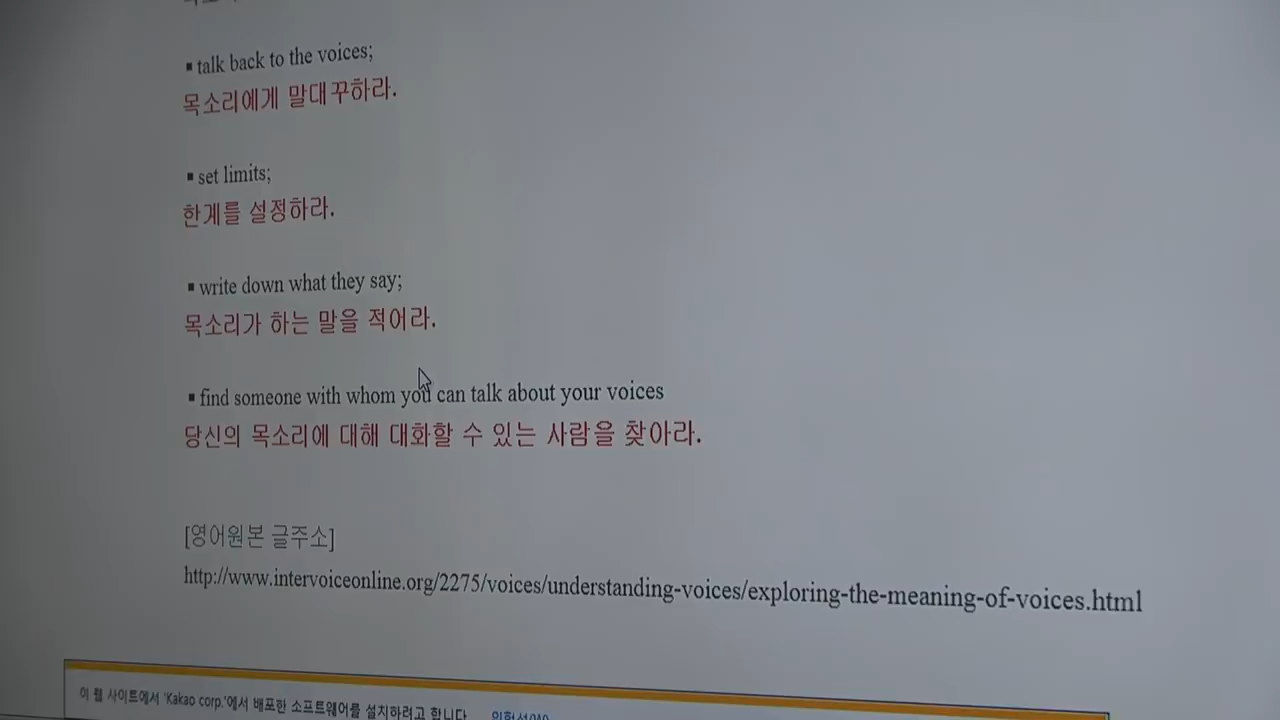 ▪ talk back to the voices;
목소리에게 말대꾸하라.
▪ set limits;
한계를 설정하라.
▪ write down what they say;
목소리가 하는 말을 적어라.
▪ find someone with whom you can talk about your voices
당신의 목소리에 대해 대화할 수 있는 사람을 찾아라.
[영어원본 글주소]
http://www.intervoiceonline.org/2275/voices/understanding-voices/exploring-the-meaning-of-voices.html
이 웹 사이트에서 'Kakao corp.'에서 배포한 소프트웨어를 설치하려고 합니다.